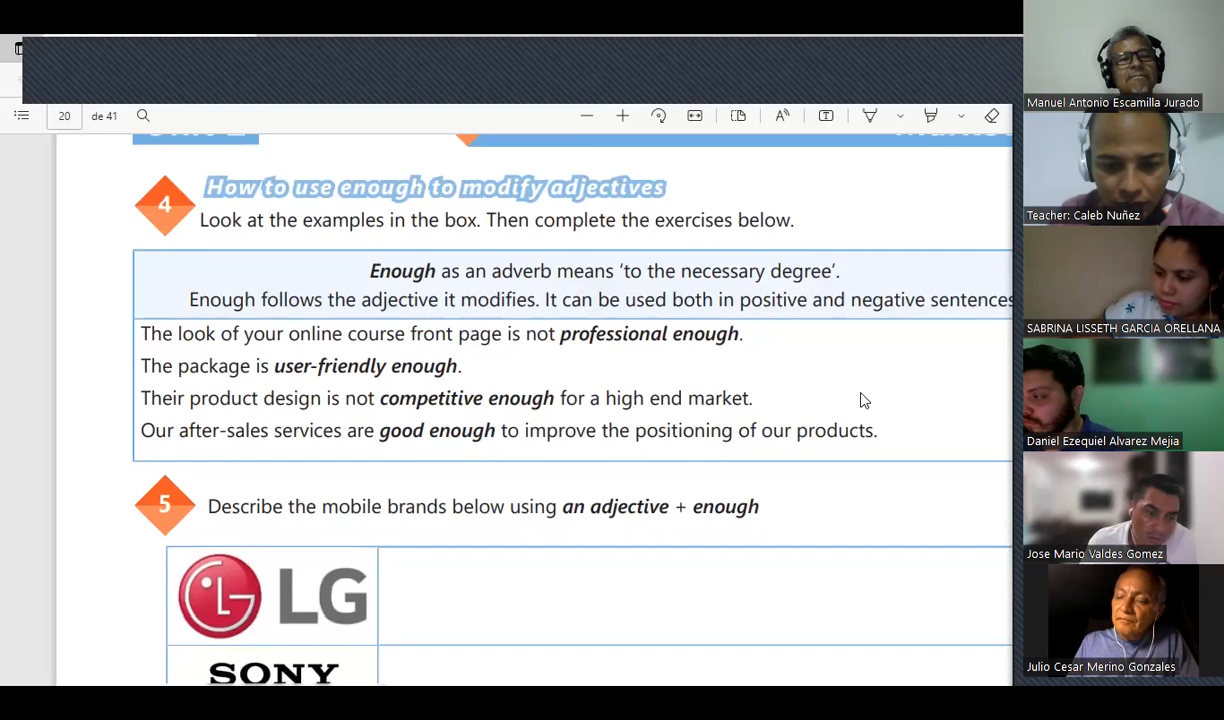 20 de 41
4
How to use enough to modify adjectives
Look at the examples in the box. Then complete the exercises below.
Enough as an adverb means ‘to the necessary degree’.
Enough follows the adjective it modifies. It can be used both in positive and negative sentences
The look of your online course front page is not professional enough.
The package is user-friendly enough.
Their product design is not competitive enough for a high end market.
Our after-sales services are good enough to improve the positioning of our products.
5
Describe the mobile brands below using an adjective + enough
LG
SONY
Manuel Antonio Escamilla Jurado
Teacher: Caleb Nuñez
SABRINA LISSETH GARCIA ORELLANA
Daniel Ezequiel Alvarez Mejia
Jose Mario Valdes Gomez
Julio Cesar Merino Gonzales